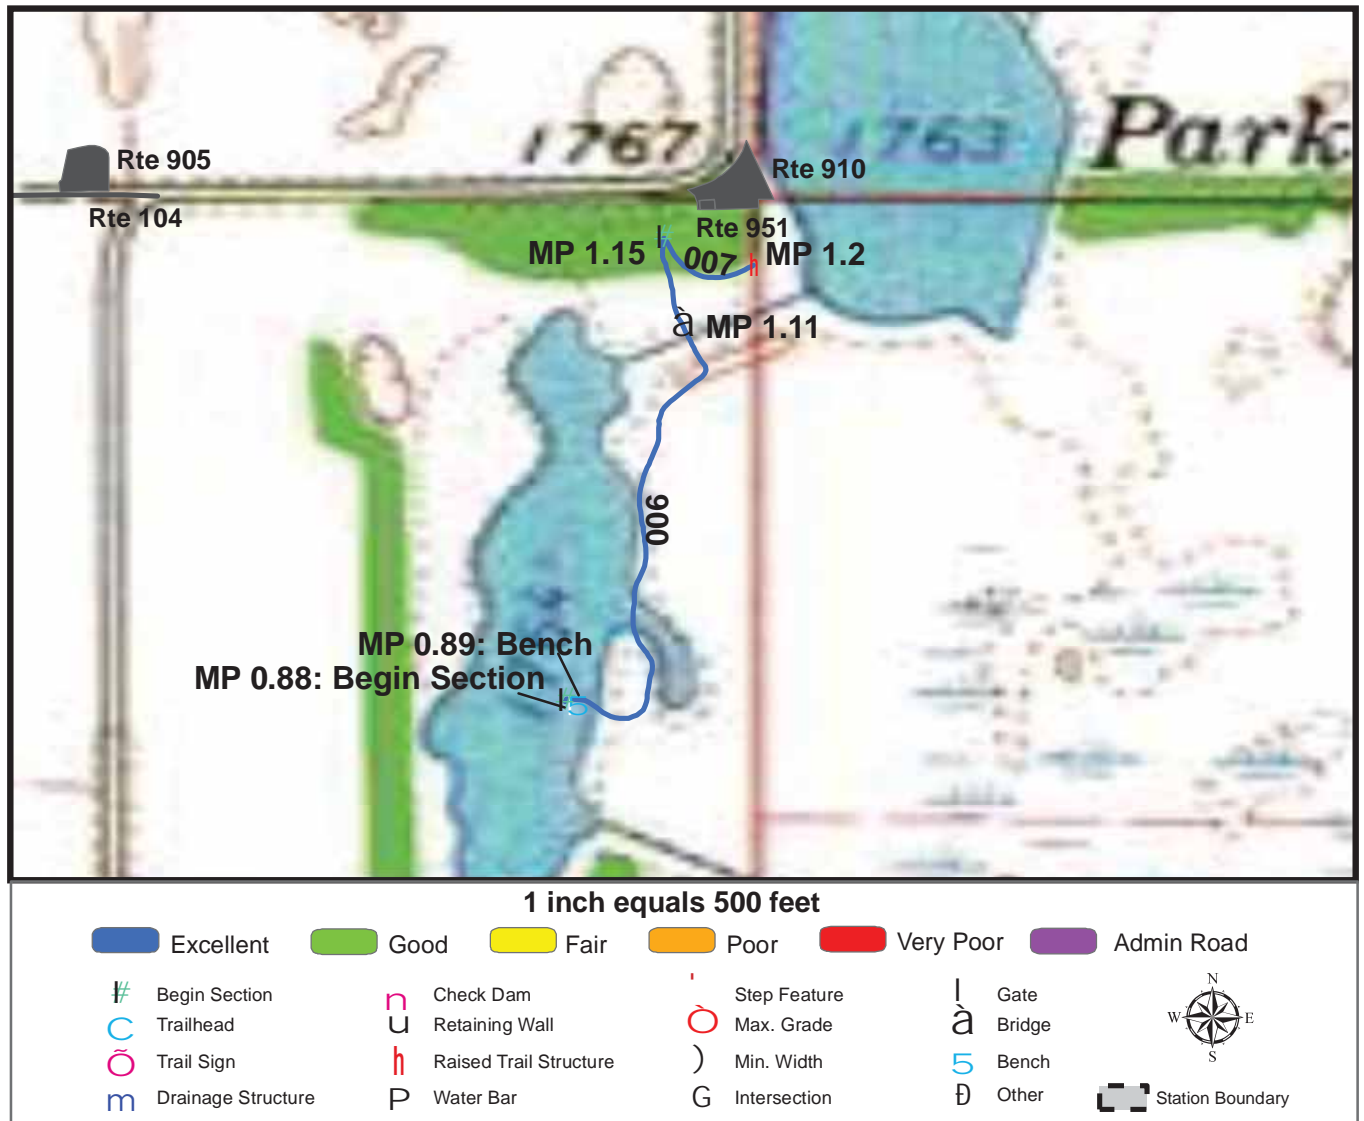 1767
1763
Park
Rte 905
Rte 910
Rte 104
Rte 951
MP 1.15
007
h
MP 1.2
à
MP 1.11
006
MP 0.89: Bench
MP 0.88: Begin Section
5
1 inch equals 500 feet
Excellent
Good
Fair
Poor
Very Poor
Admin Road
# Begin Section
n Check Dam
' Step Feature
l Gate
N
C Trailhead
u Retaining Wall
Ò Max. Grade
à Bridge
W E
Õ Trail Sign
h Raised Trail Structure
) Min. Width
5 Bench
S
m Drainage Structure
P Water Bar
G Intersection
Ð Other
Station Boundary